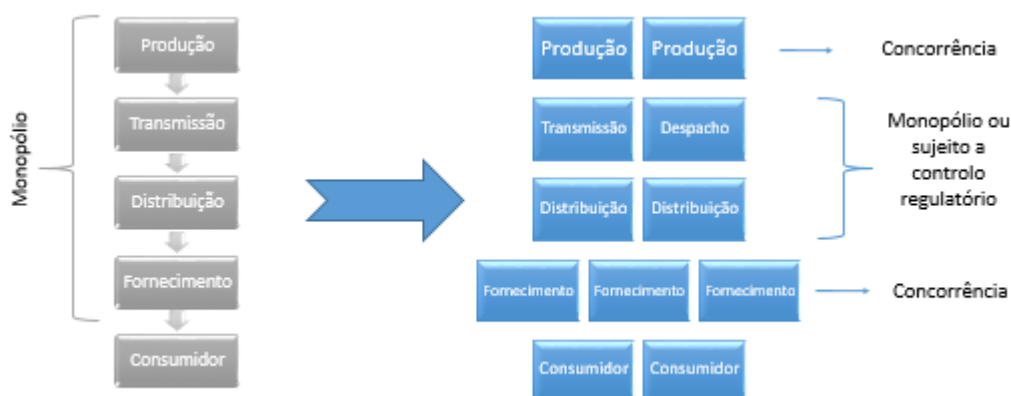 Monopólio
Produção
Transmissão
Distribuição
Fornecimento
Consumidor
Produção Produção
Concorrência
Transmissão Despacho
Distribuição Distribuição
Monopólio ou
sujeito a
controlo
regulatório
Fornecimento Fornecimento Fornecimento
Concorrência
Consumidor Consumidor